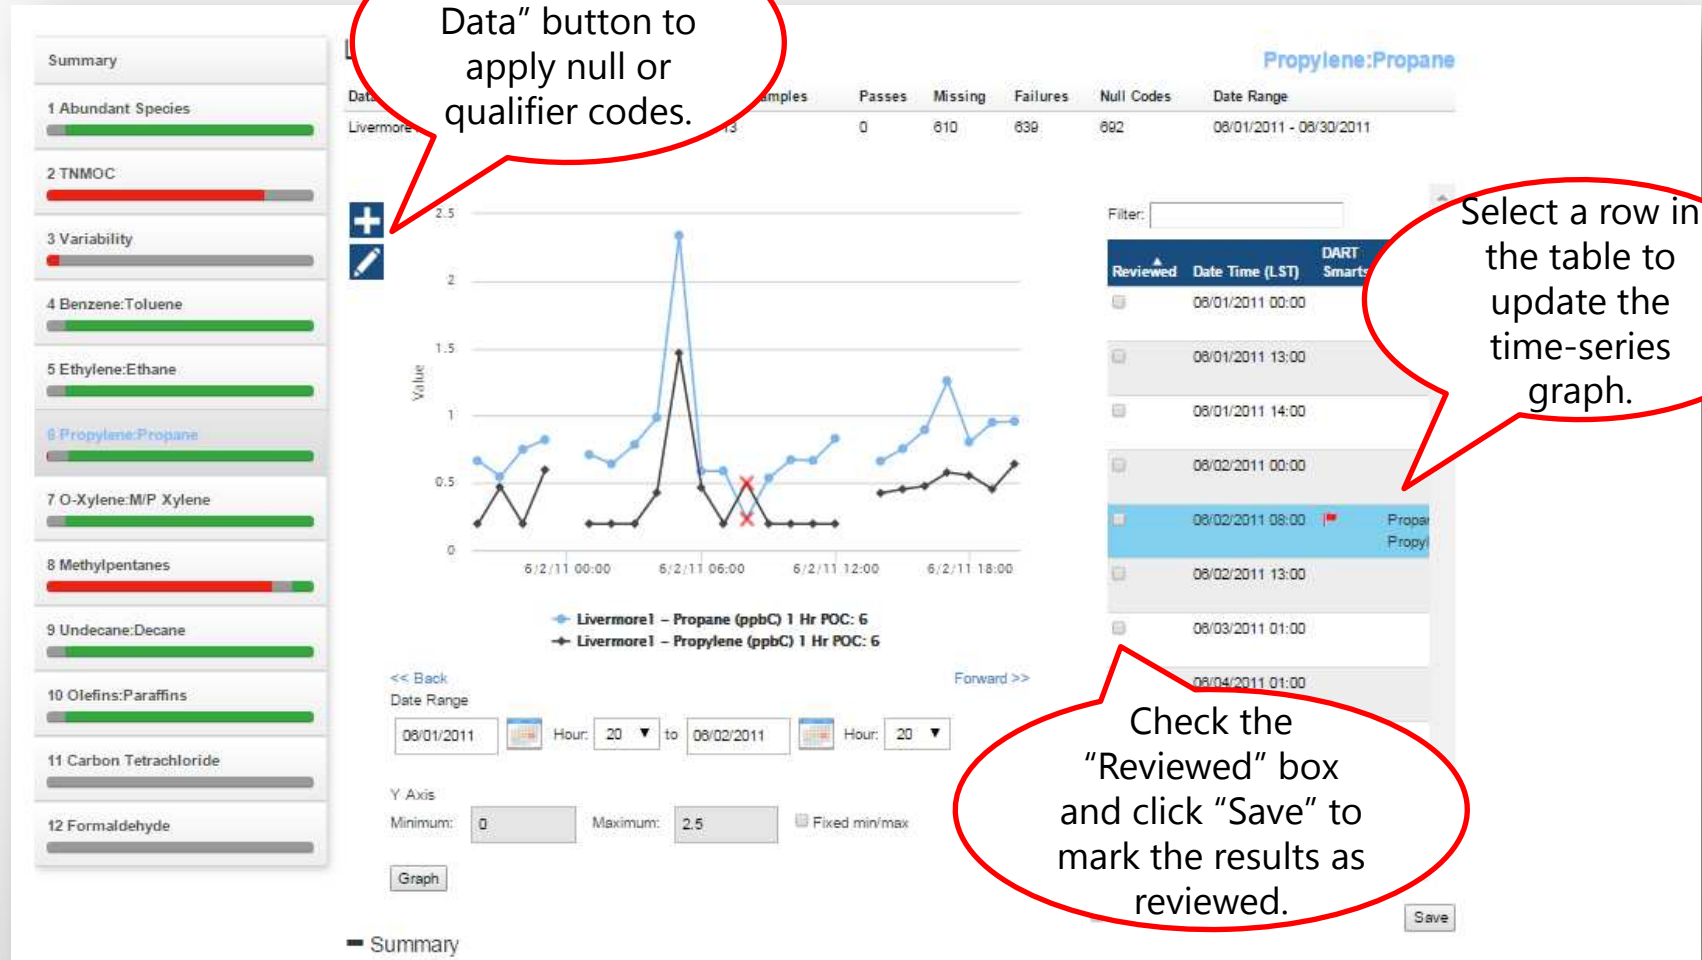 Data” button to
apply null or
qualifier codes.
Propylene:Propane
Passes Missing Failures Null Codes Date Range
Livermore 0 610 639 692 06/01/2011 - 06/30/2011
Summary
1 Abundant Species
2 TNMOC
3 Variability
4 Benzene:Toluene
5 Ethylene:Ethane
6 Propylene:Propane
7 O-Xylene:M/P Xylene
8 Methylpentanes
9 Undecane:Decane
10 Olefins:Paraffins
11 Carbon Tetrachloride
12 Formaldehyde
2.5
2
1.5
1
0.5
0
Value
6/2/11 00:00 6/2/11 06:00 6/2/11 12:00 6/2/11 18:00
Livermore1 – Propane (ppbC) 1 Hr POC: 6
Livermore1 – Propylene (ppbC) 1 Hr POC: 6
<< Back Forward >>
Date Range
06/01/2011 Hour: 20 to 06/02/2011 Hour: 20
Y Axis
Minimum: 0 Maximum: 2.5 Fixed min/max
Graph
Summary
Filter:
Reviewed Date Time (LST) DART
Smarts
06/01/2011 00:00
06/01/2011 13:00
06/01/2011 14:00
06/02/2011 00:00
06/02/2011 08:00
06/02/2011 13:00
06/03/2011 01:00
06/04/2011 01:00
Select a row in
the table to
update the
time-series
graph.
Check the
“Reviewed” box
and click “Save” to
mark the results as
reviewed.
Save